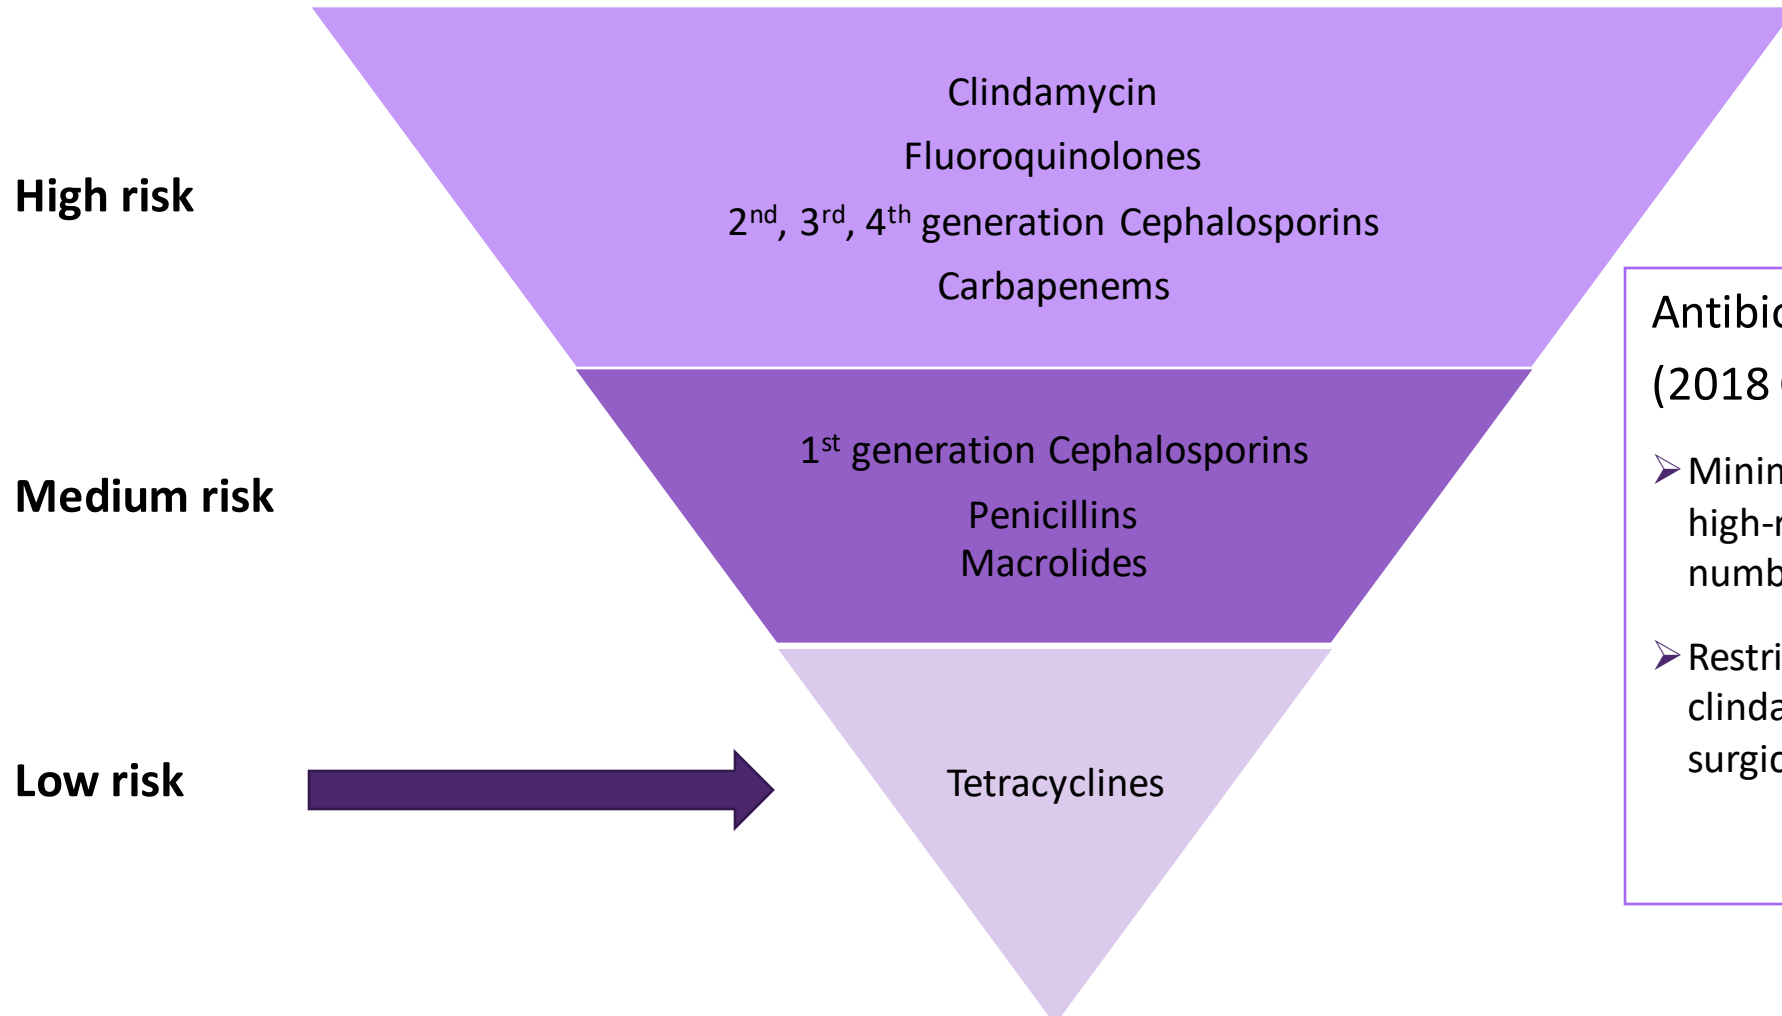 High risk
Clindamycin
Fluoroquinolones
2nd, 3rd, 4th generation Cephalosporins
Carbapenems
Medium risk
1st generation Cephalosporins
Penicillins
Macrolides
Low risk
Tetracyclines
(2018